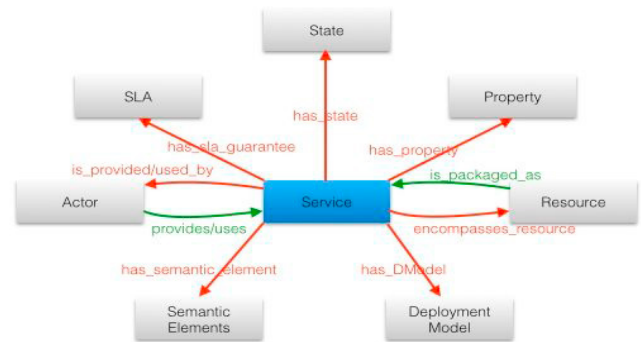 State
SLA
Property
has_state
has_sla_guarantee
has_property
is_provided/used_by
is_packaged_as
Actor
Service
Resource
provides/uses
encompasses_resource
has_semantic_element
has_DModel
Semantic
Elements
Deployment
Model